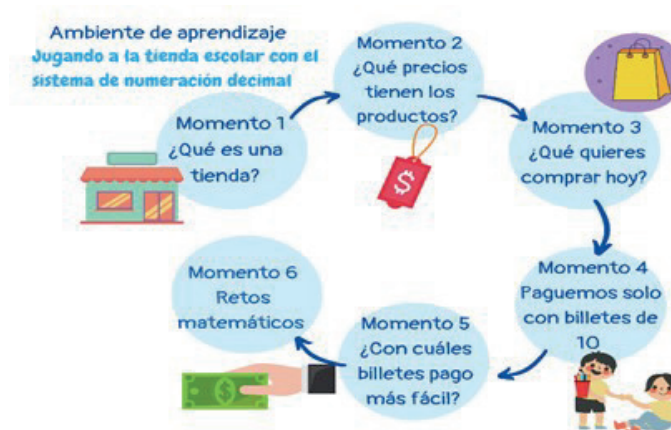 Ambiente de aprendizaje
Jugando a la tienda escolar con el
sistema de numeración decimal
Momento 1
¿Qué es una
tienda?
Momento 2
¿Qué precios
tienen los
productos?
Momento 3
¿Qué quieres
comprar hoy?
Momento 4
Paguemos solo
con billetes de
10
Momento 5
¿Con cuáles
billetes pago
más fácil?
Momento 6
Retos
matemáticos